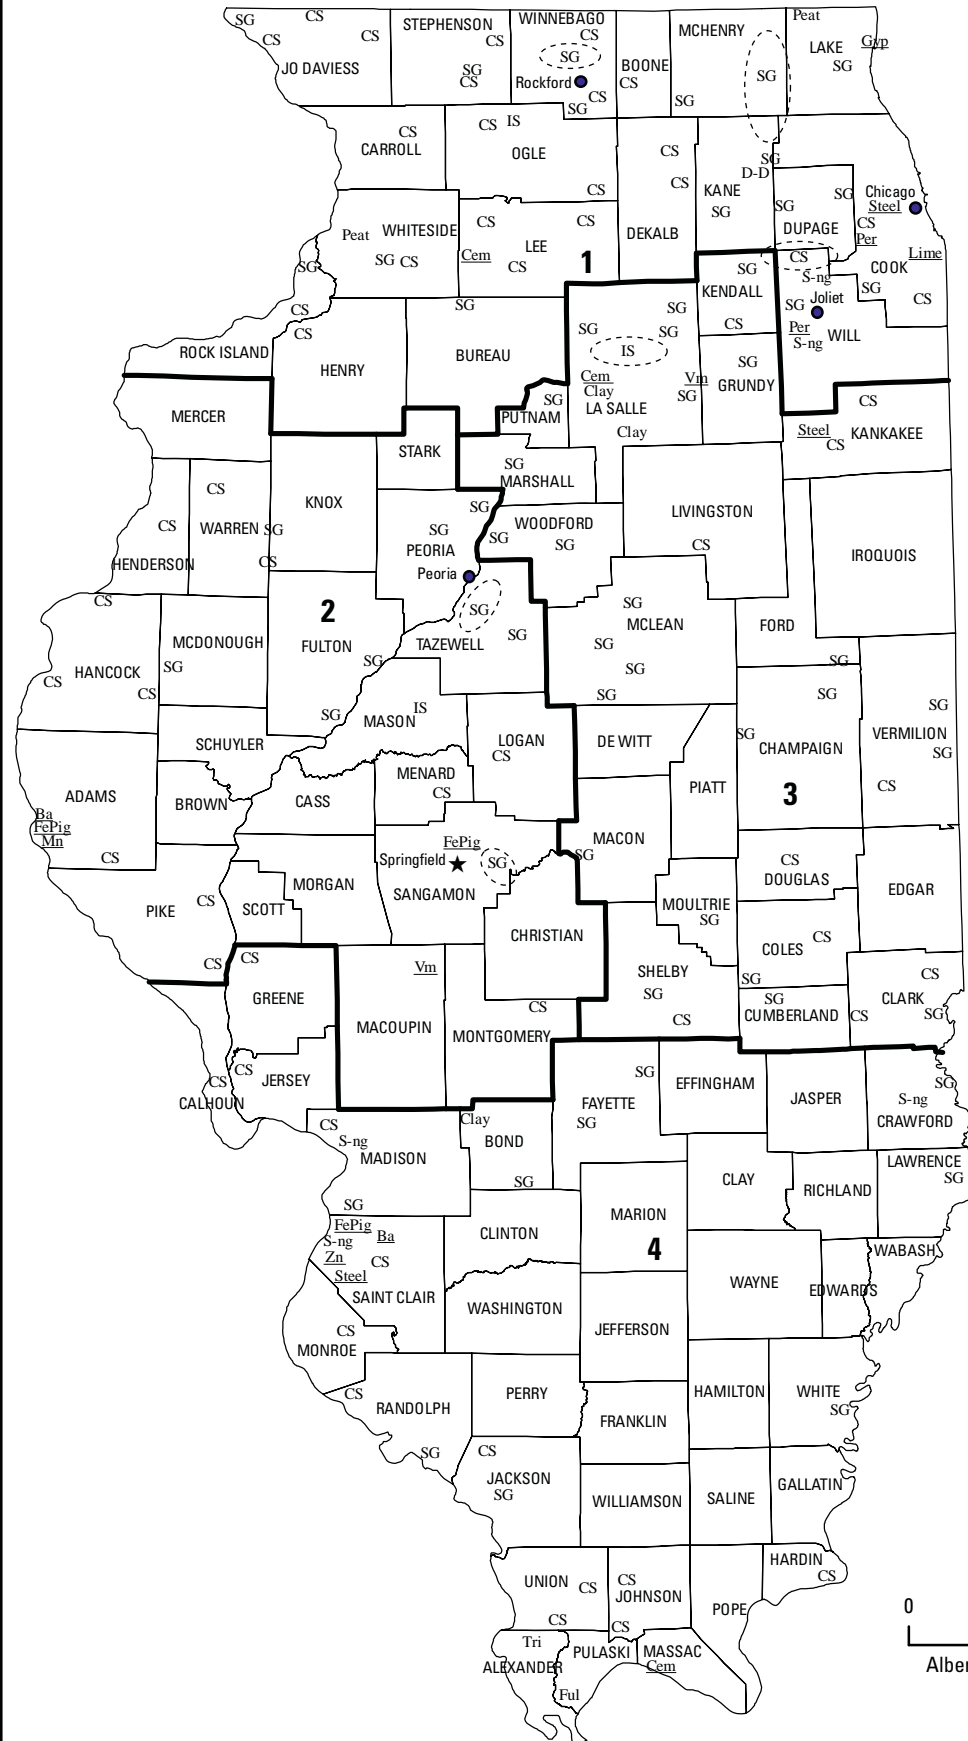 SG CS STEPHENSON WINNEBAGO MCHENRY Peat
CS CS CS CS LAKE Gyp
JO DAVIESS SG SG BOONE SG SG
CS Rockford CS
CS SG SG
CS CS IS
CARROLL OGLE CS SG
CS CS KANE D-D
SG SG SG Chicago
Steel
Peat WHITESIDE CS CS DEKALB DUPAGE CS
SG CS Cem LEE 1 Per
CS CS Lime
SG SG S-ng COOK
SG KENDALL SG Joliet SG CS
CS CS SG SG CS Per WILL
ROCK ISLAND SG S-ng
HENRY BUREAU IS SG
Cem Vm GRUNDY
Clay SG
MERCER SG LA SALLE CS
PUTNAM Clay Steel KANKAKEE
STARK CS
SG
MARSHALL
CS KNOX SG LIVINGSTON
CS WARREN SG SG WOODFORD
PEORIA SG SG CS IROQUOIS
HENDERSON CS Peoria
CS 2 SG SG
MCDONOUGH FULTON TAZEWELL SG MCLEAN FORD
HANCOCK SG SG SG SG
CS CS SG SG
SG MASON IS SG
SCHUYLER LOGAN DE WITT SG CHAMPAIGN VERMILION
CS SG
ADAMS BROWN CASS MENARD PIATT 3 CS
CS
Ba MACON
FePig FePig
Mn Springfield SG SG CS
CS MORGAN SANGAMON DOUGLAS EDGAR
PIKE CS SCOTT MOULTRIE
SG
CHRISTIAN COLES CS
CS CS Vm SHELBY SG CS
GREENE SG SG CLARK
MACOUPIN CS CUMBERLAND CS SG
MONTGOMERY CS
CS CS JERSEY SG EFFINGHAM SG
CALHOUN FAYETTE JASPER S-ng
CS Clay SG CRAWFORD
S-ng BOND
MADISON LAWRENCE
SG CLAY RICHLAND SG
SG MARION
FePig
S-ng Ba CLINTON 4 WABASH
Zn CS
Steel WAYNE EDWARDS
SAINT CLAIR WASHINGTON
CS JEFFERSON
MONROE
CS PERRY HAMILTON WHITE
RANDOLPH FRANKLIN SG
SG CS
JACKSON
SG WILLIAMSON SALINE GALLATIN
HARDIN
UNION CS CS CS
JOHNSON POPE 0
CS CS
Tri PULASKI MASSAC
ALEXANDER Cem Alber
Ful